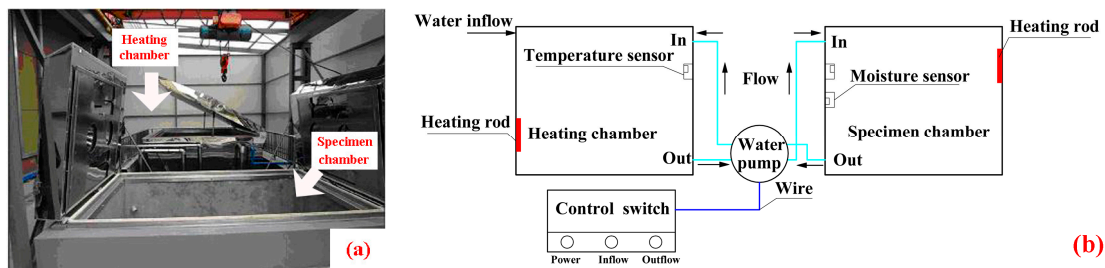 Heating
chamber
Specimen
chamber
(a)
Water inflow
In
Temperature sensor
Heating rod
Heating chamber
Out
Flow
Water
pump
Wire
Control switch
Power Inflow Outflow
In
Moisture sensor
Heating rod
Specimen chamber
Out
(b)